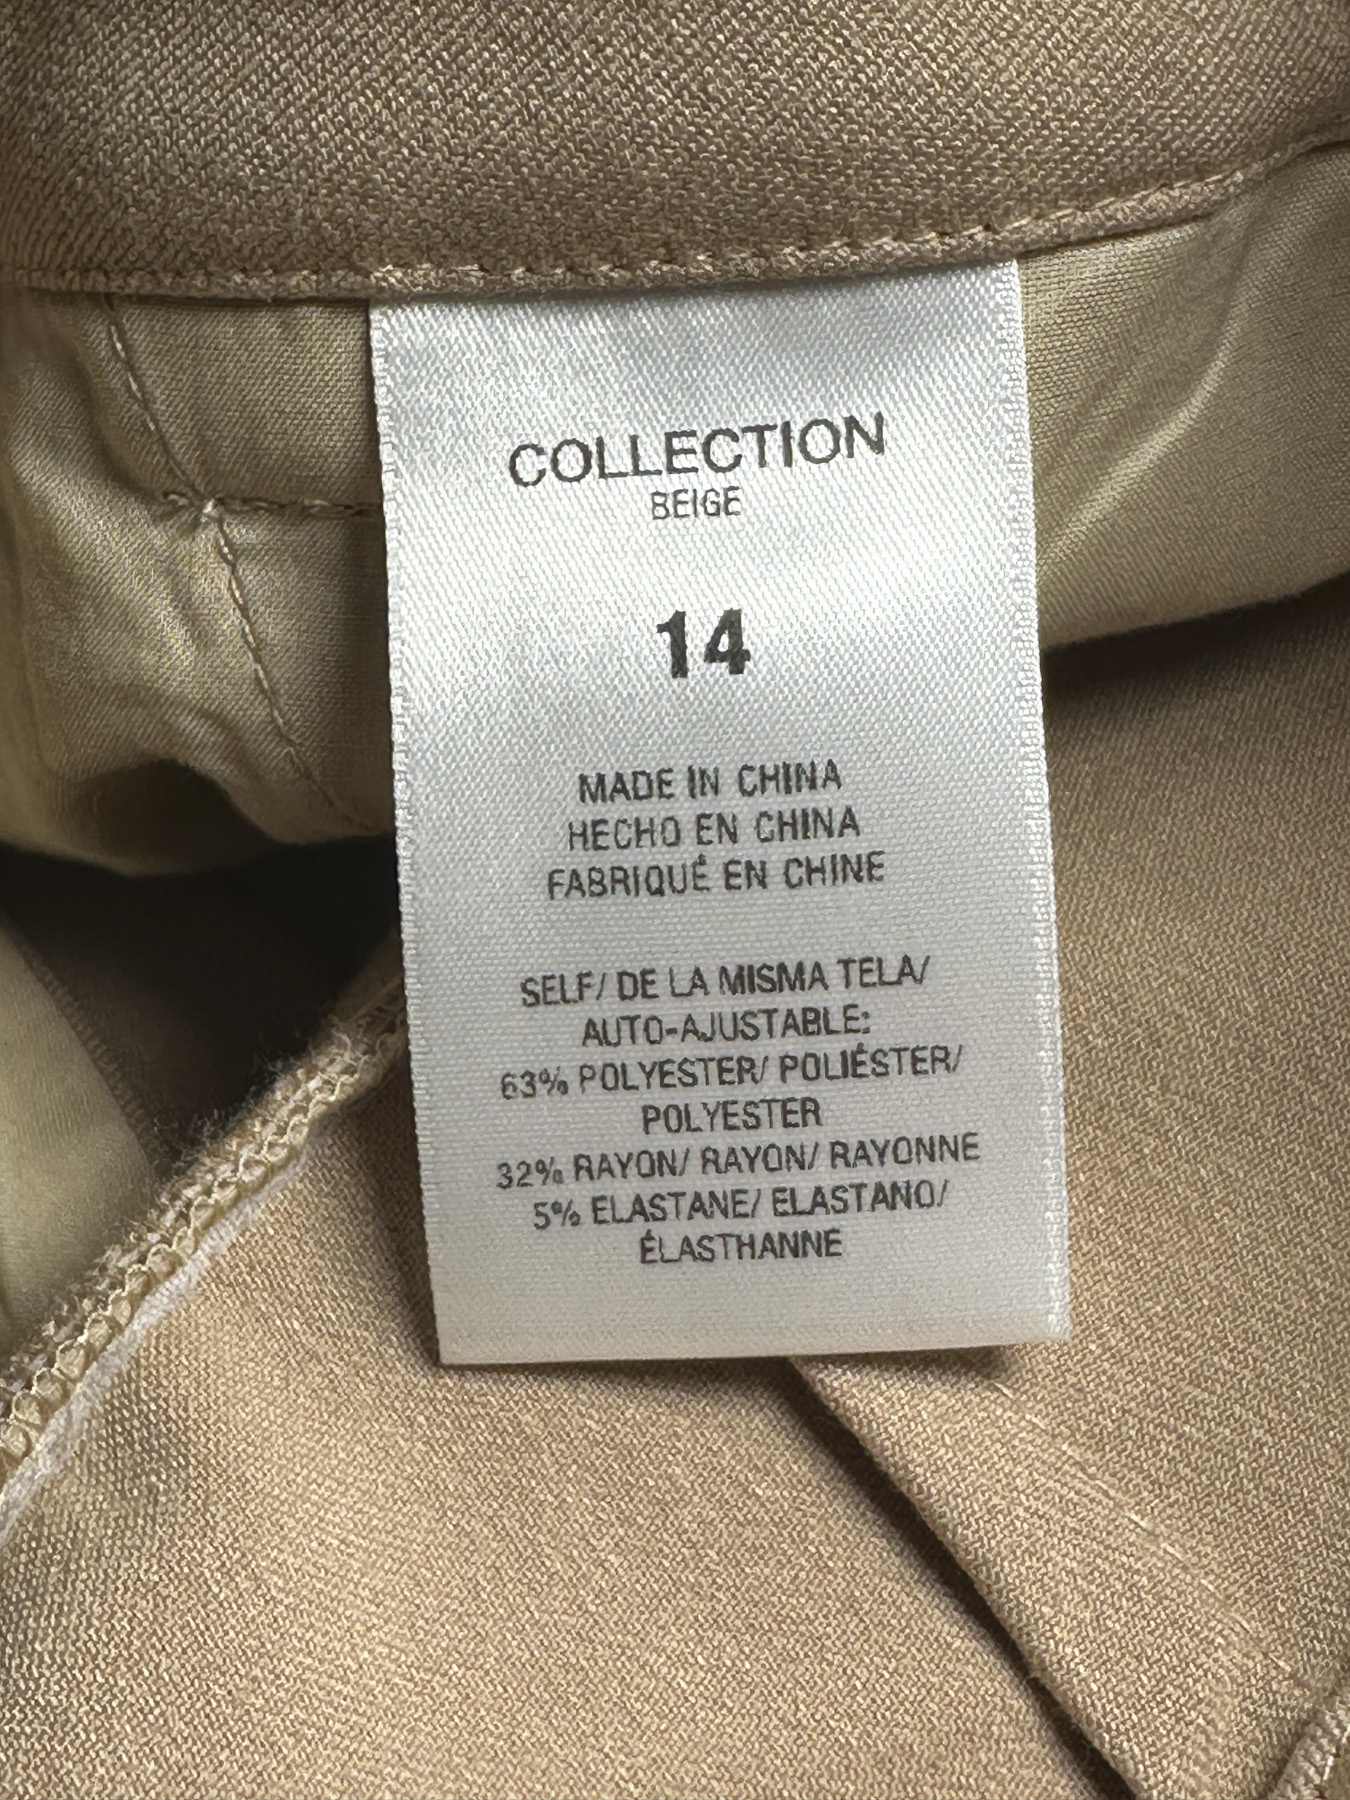 COLLECTION
BEIGE
14
MADE IN CHINA
HECHO EN CHINA
FABRIQUÉ EN CHINE
SELF/ DE LA MISMA TELA/
AUTO-AJUSTABLE:
63% POLYESTER/ POLIÉSTER/
POLYESTER
32% RAYON/ RAYON/ RAYONNE
5% ELASTANE/ ELASTANO/
ÉLASTHANNE